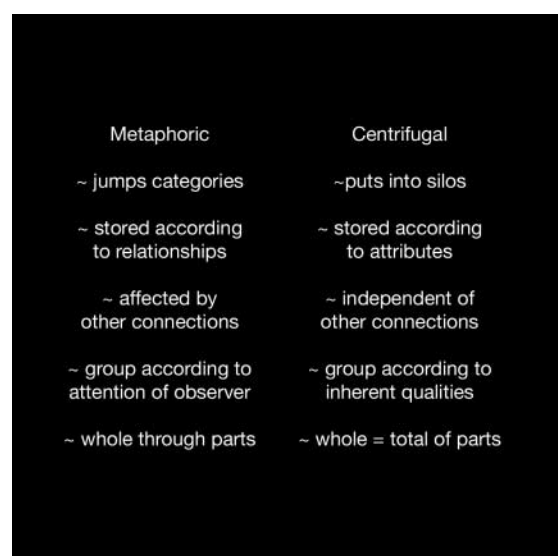 Metaphoric
~ jumps categories
~ stored according
to relationships
~ affected by
other connections
~ group according to
attention of observer
~ whole through parts
Centrifugal
~puts into silos
~ stored according
to attributes
~ independent of
other connections
~ group according to
inherent qualities
~ whole = total of parts